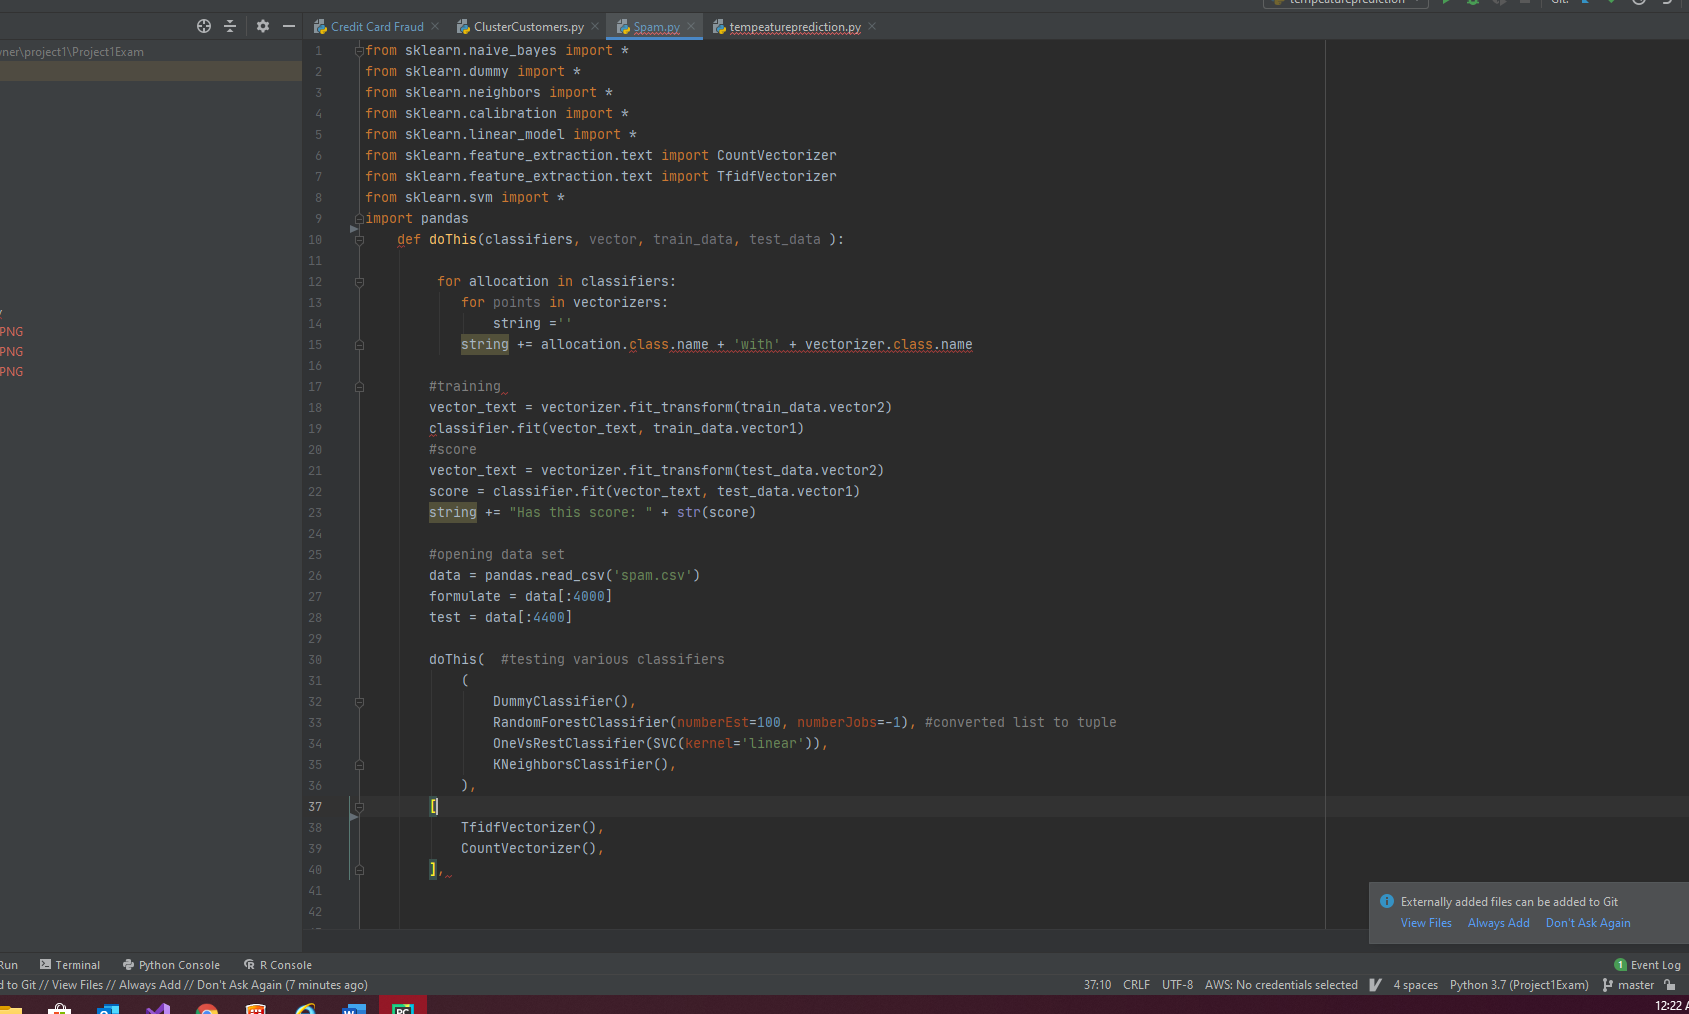 tempeatureprediction
Git:
Credit Card Fraud
ClusterCustomers.py
Spam.py
tempeatureprediction.py
ner\project1\Project1Exam
PNG
PNG
PNG
1 from sklearn.naive_bayes import *
2 from sklearn.dummy import *
3 from sklearn.neighbors import *
4 from sklearn.calibration import *
5 from sklearn.linear_model import *
6 from sklearn.feature_extraction.text import CountVectorizer
7 from sklearn.feature_extraction.text import TfidfVectorizer
8 from sklearn.svm import *
9 import pandas
10 def doThis(classifiers, vector, train_data, test_data ):
11
12 for allocation in classifiers:
13 for points in vectorizers:
14 string =''
15 string += allocation.class.name + 'with' + vectorizer.class.name
16
17 #training
18 vector_text = vectorizer.fit_transform(train_data.vector2)
19 classifier.fit(vector_text, train_data.vector1)
20 #score
21 vector_text = vectorizer.fit_transform(test_data.vector2)
22 score = classifier.fit(vector_text, test_data.vector1)
23 string += "Has this score: " + str(score)
24
25 #opening data set
26 data = pandas.read_csv('spam.csv')
27 formulate = data[:4000]
28 test = data[:4400]
29
30 doThis(  #testing various classifiers
31 (
32 DummyClassifier(),
33 RandomForestClassifier(numberEst=100, numberJobs=-1), #converted list to tuple
34 OneVsRestClassifier(SVC(kernel='linear')),
35 KNeighborsClassifier(),
36 ),
37 [
38 TfidfVectorizer(),
39 CountVectorizer(),
40 ],
41
42
Externally added files can be added to Git
View Files Always Add Don't Ask Again
Run Terminal Python Console R Console
1 Event Log
d to Git // View Files // Always Add // Don't Ask Again (7 minutes ago)
37:10 CRLF UTF-8 AWS: No credentials selected 4 spaces Python 3.7 (Project1Exam) master
PC
12:22 A